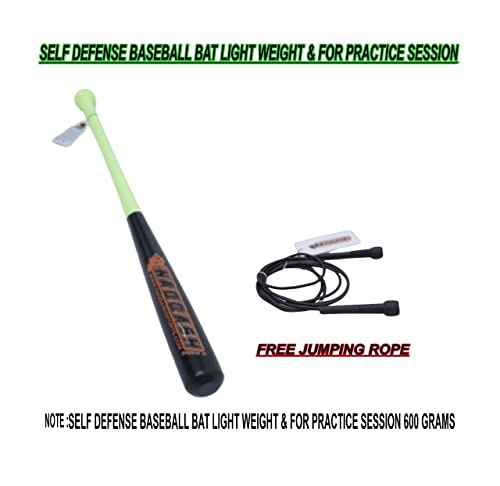 SELF DEFENSE BASEBALL BAT LIGHT WEIGHT & FOR PRACTICE SESSION
NAQQASH
FREE JUMPING ROPE
NOTE :SELF DEFENSE BASEBALL BAT LIGHT WEIGHT & FOR PRACTICE SESSION 600 GRAMS